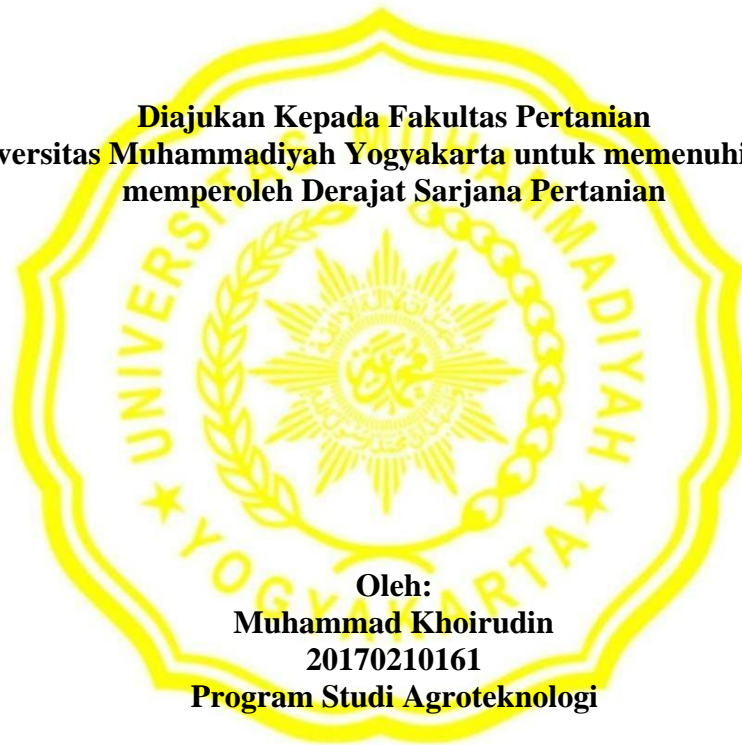 Diajukan Kepada Fakultas Pertanian
versitas Muhammadiyah Yogyakarta untuk memenuhi
memperoleh Derajat Sarjana Pertanian
UNIVERSITAS MUHAMMADIYAH
★ YOGYAKARTA ★
Oleh:
Muhammad Khoirudin
20170210161
Program Studi Agroteknologi